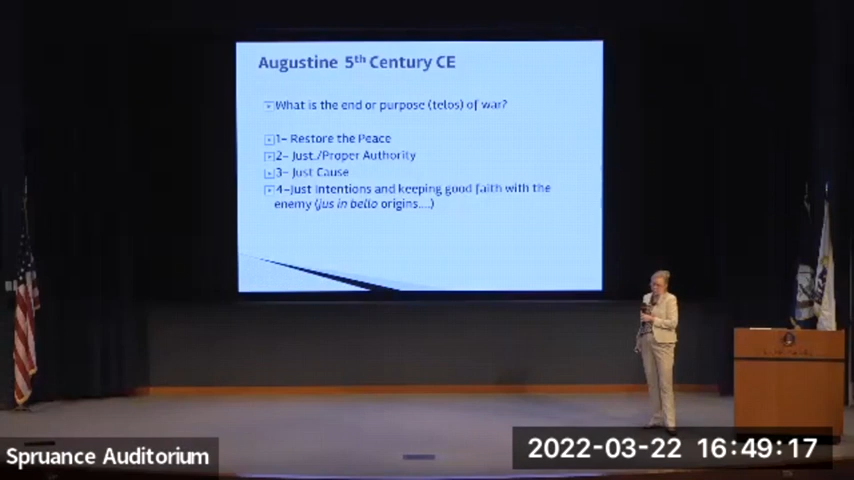 Augustine 5th Century CE
What is the end or purpose (telos) of war?
1- Restore the Peace
2- Just./Proper Authority
3- Just Cause
4-Just Intentions and keeping good faith with the
enemy (jus in bello origins....)
Spruance Auditorium
2022-03-22 16:49:17